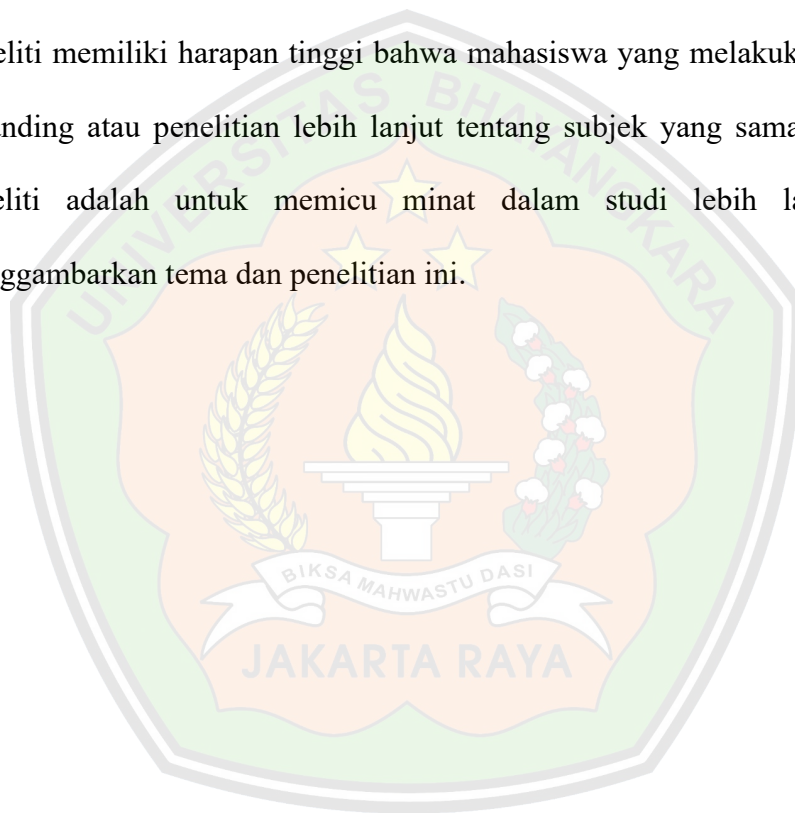 eliti memiliki harapan tinggi bahwa mahasiswa yang melakuk
anding atau penelitian lebih lanjut tentang subjek yang sama
eliti adalah untuk memicu minat dalam studi lebih la
nggambarkan tema dan penelitian ini.
UNIVERSITAS BHAYANGKARA
BIKSA MAHWASTU DASI
JAKARTA RAYA